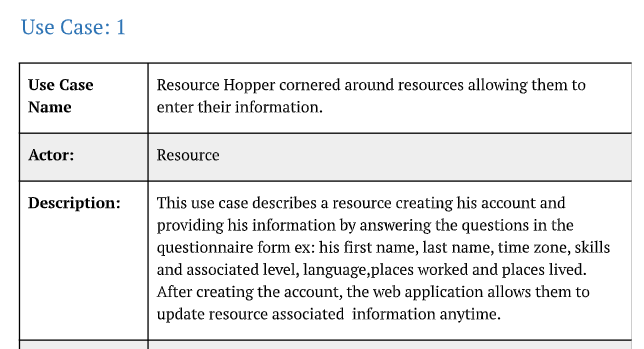 Use Case: 1
Use Case Name
Resource Hopper cornered around resources allowing them to
enter their information.
Actor:
Resource
Description:
This use case describes a resource creating his account and
providing his information by answering the questions in the
questionnaire form ex: his first name, last name, time zone, skills
and associated level, language,places worked and places lived.
After creating the account, the web application allows them to
update resource associated  information anytime.